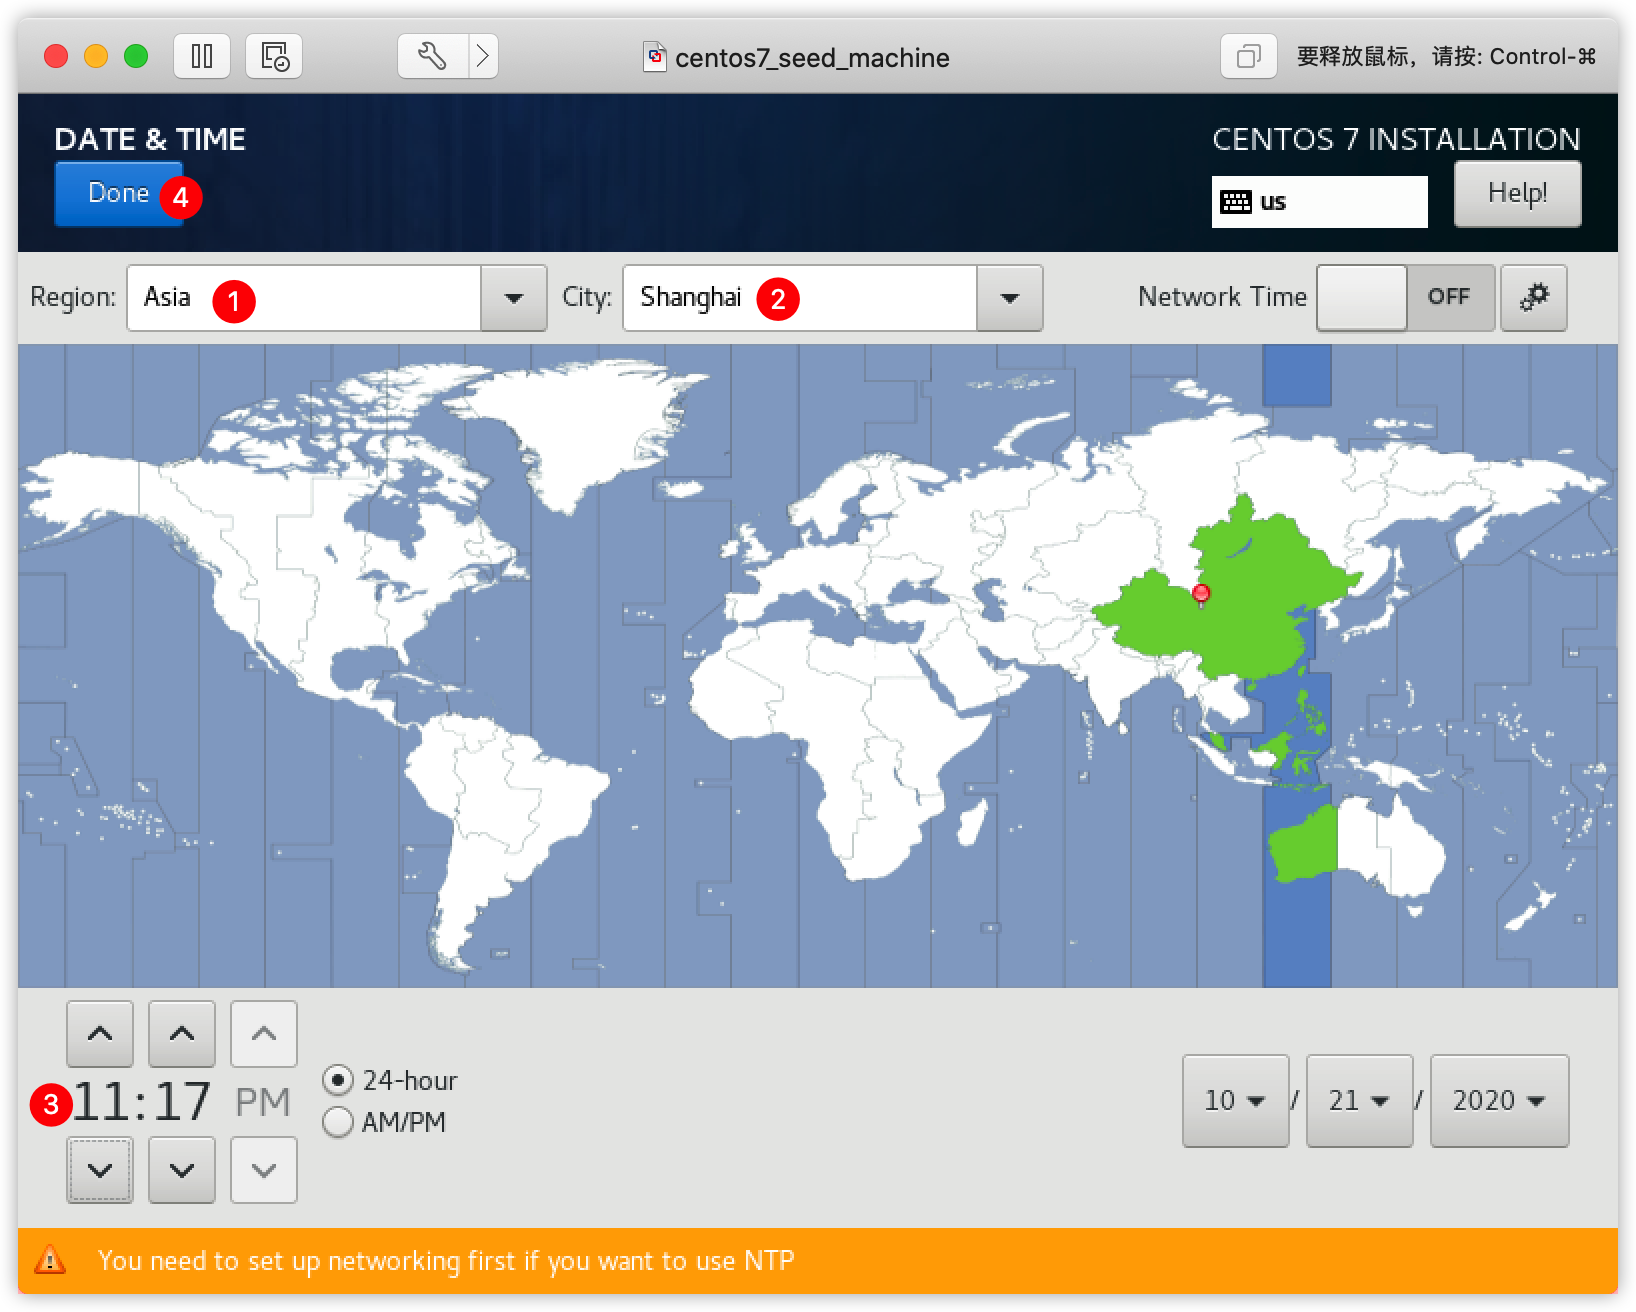 centos7_seed_machine
要释放鼠标，请按: Control-⌘
DATE & TIME
CENTOS 7 INSTALLATION
Done
4
us
Help!
Region:
Asia
1
City:
Shanghai
2
Network Time
OFF
3
11:17
PM
24-hour
AM/PM
10 / 21 / 2020
You need to set up networking first if you want to use NTP